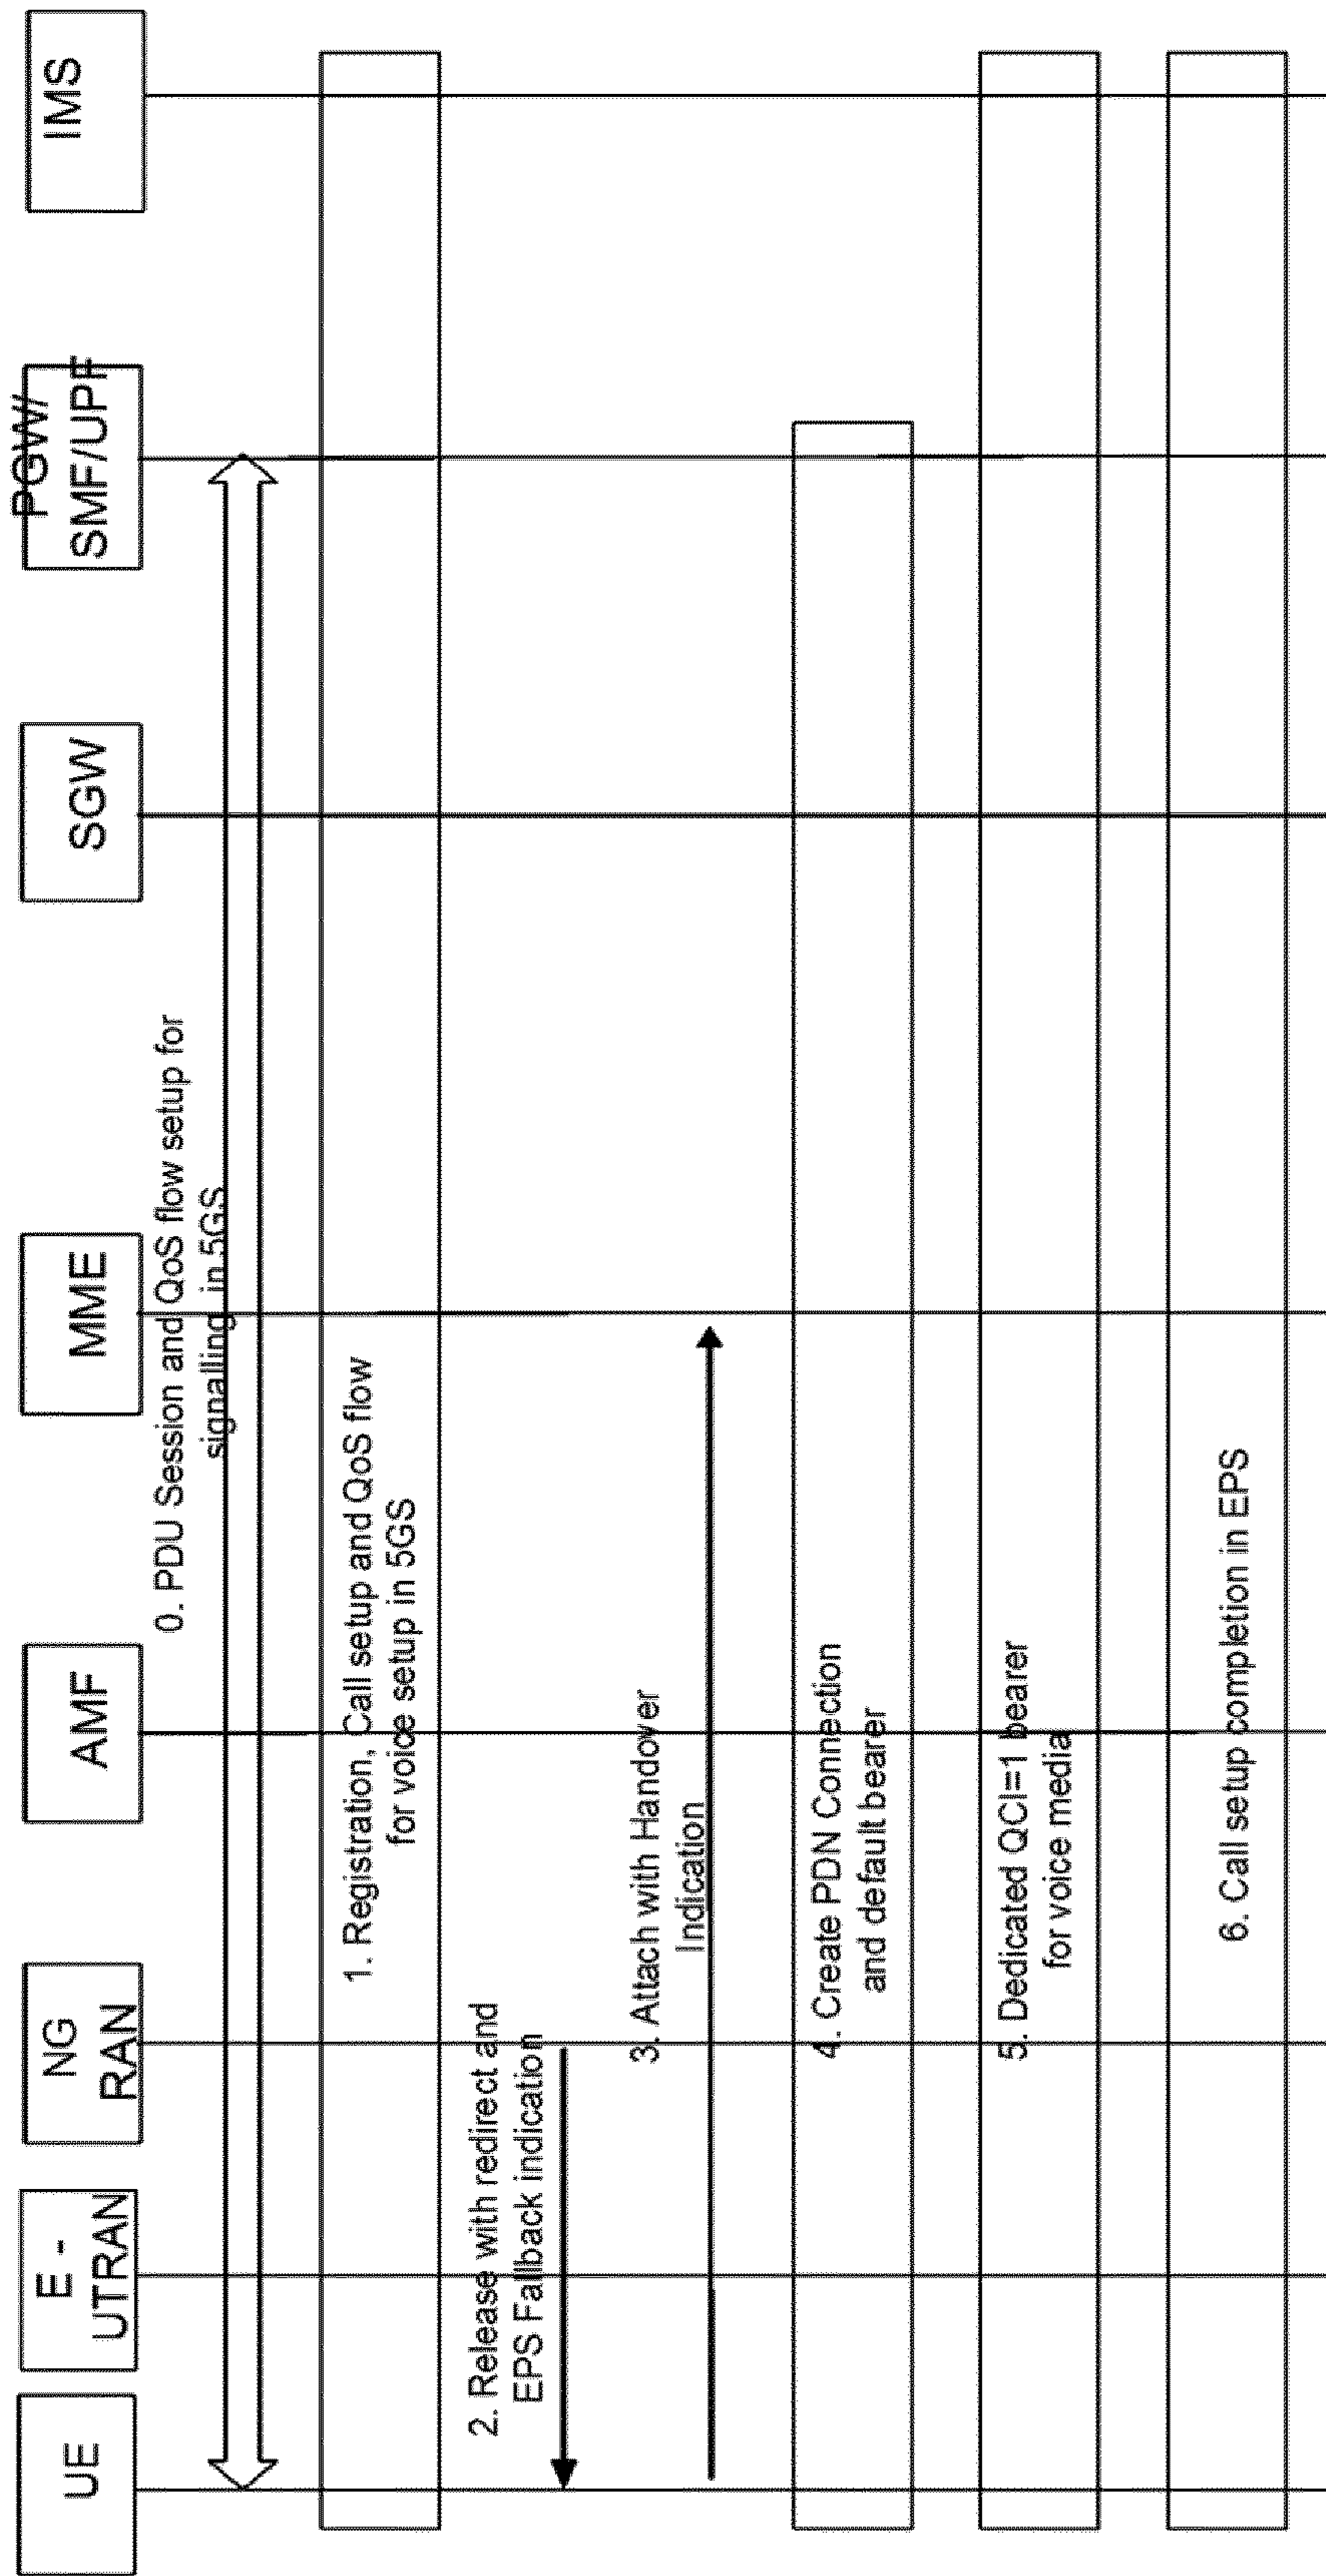 UE
E -
UTRAN
NG
RAN
AMF
MME
SGW
PGW/
SMF/UPF
IMS
0. PDU Session and QoS flow setup for
signalling in 5GS
1. Registration, Call setup and QoS flow
for voice setup in 5GS
2. Release with redirect and
EPS Fallback indication
3. Attach with Handover
Indication
4. Create PDN Connection
and default bearer
5. Dedicated QCI=1 bearer
for voice media
6. Call setup completion in EPS